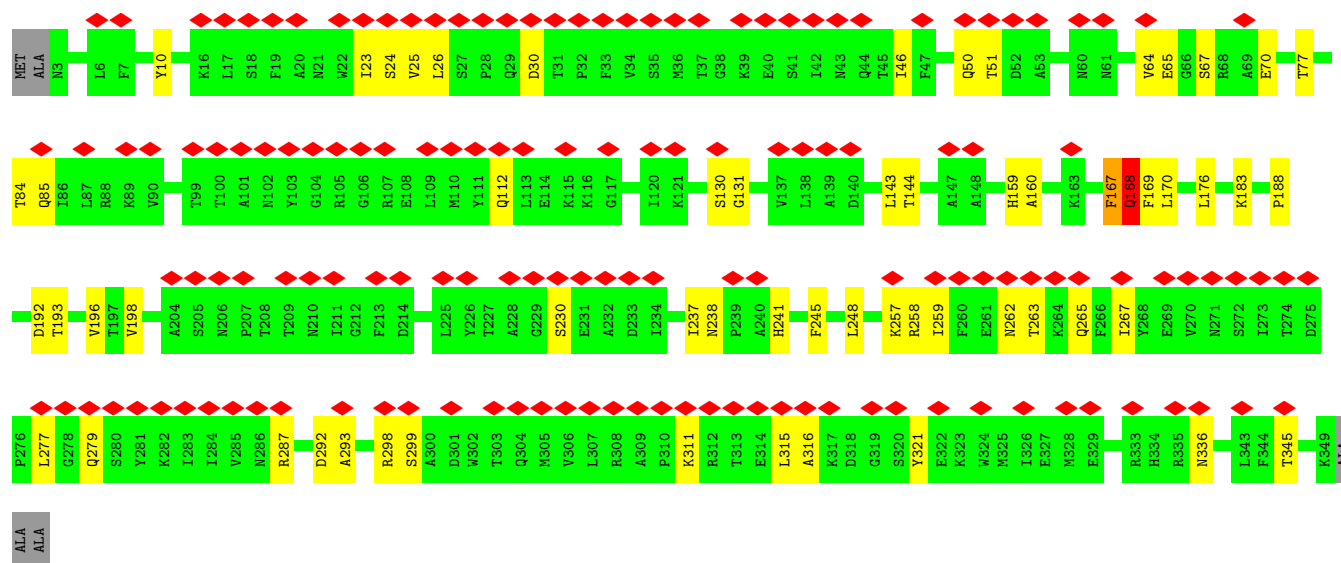 MET ALA N3 L6 F7 Y10 K16 L17 S18 F19 A20 N21 W22 I23 S24 V25 L26 S27 P28 Q29 D30 T31 P32 F33 V34 S35 M36 T37 G38 K39 E40 S41 I42 N43 Q44 T45 I46 F47 Q50 T51 D52 A53 N60 N61 V64 E65 G66 S67 R68 A69 E70 T77
T84 Q85 I86 L87 R88 K89 V90 T99 T100 A101 N102 Y103 G104 R105 G106 R107 E108 L109 M110 Y111 Q112 L113 E114 K115 K116 G117 I120 K121 S130 G131 V137 L138 A139 D140 L143 T144 A147 A148 H159 A160 K163 F167 Q168 F169 L170 L176 K183 P188
D192 T193 V196 T197 V198 A204 S205 N206 P207 T208 T209 N210 I211 G212 F213 D214 L225 Y226 T227 A228 G229 S230 E231 A232 D233 I234 I237 N238 P239 A240 H241 F245 L248 K257 R258 I259 F260 E261 N262 T263 K264 Q265 F266 I267 Y268 E269 V270 N271 S272 I273 T274 D275
P276 L277 G278 Q279 S280 Y281 K282 I283 I284 V285 N286 R287 D292 A293 R298 S299 A300 D301 W302 T303 Q304 M305 V306 L307 R308 A309 P310 K311 R312 T313 E314 L315 A316 K317 D318 G319 S320 Y321 E322 K323 W324 M325 I326 E327 M328 E329 R333 H334 R335 N336 L343 F344 T345 K349 ALA
ALA ALA